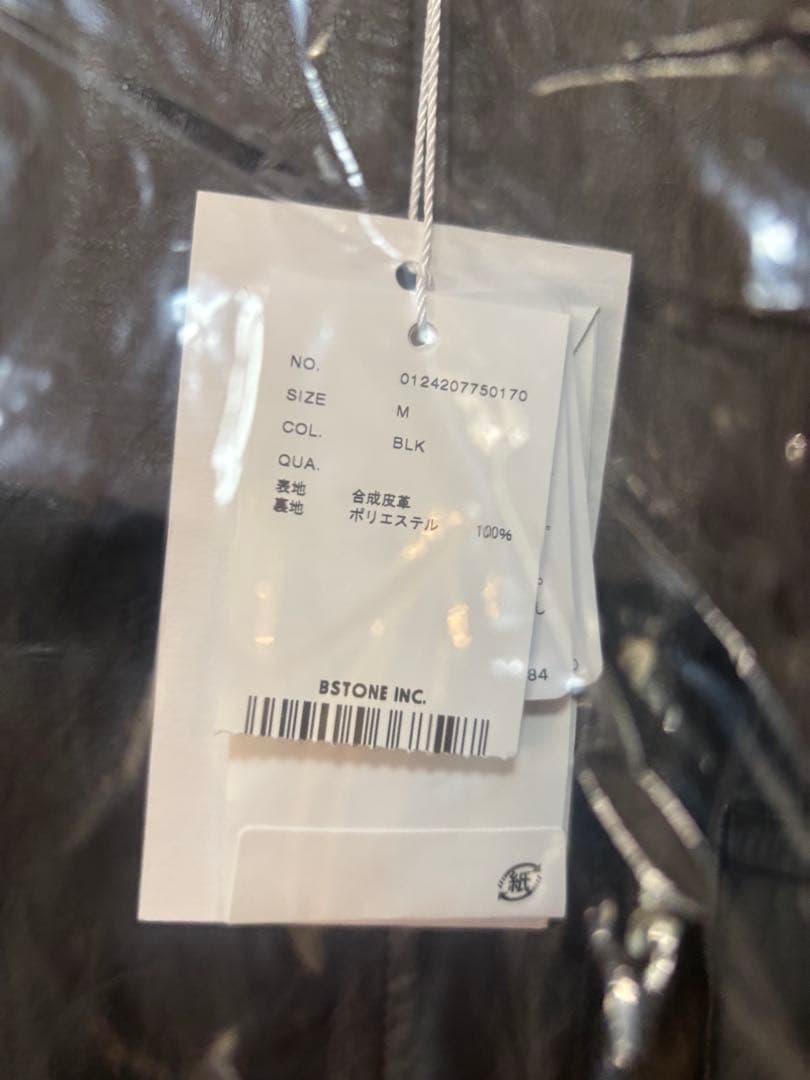 NO. 0124207750170
SIZE M
COL. BLK
QUA.
表地 合成皮革
裏地 ポリエステル 100%
84
BSTONE INC.
紙